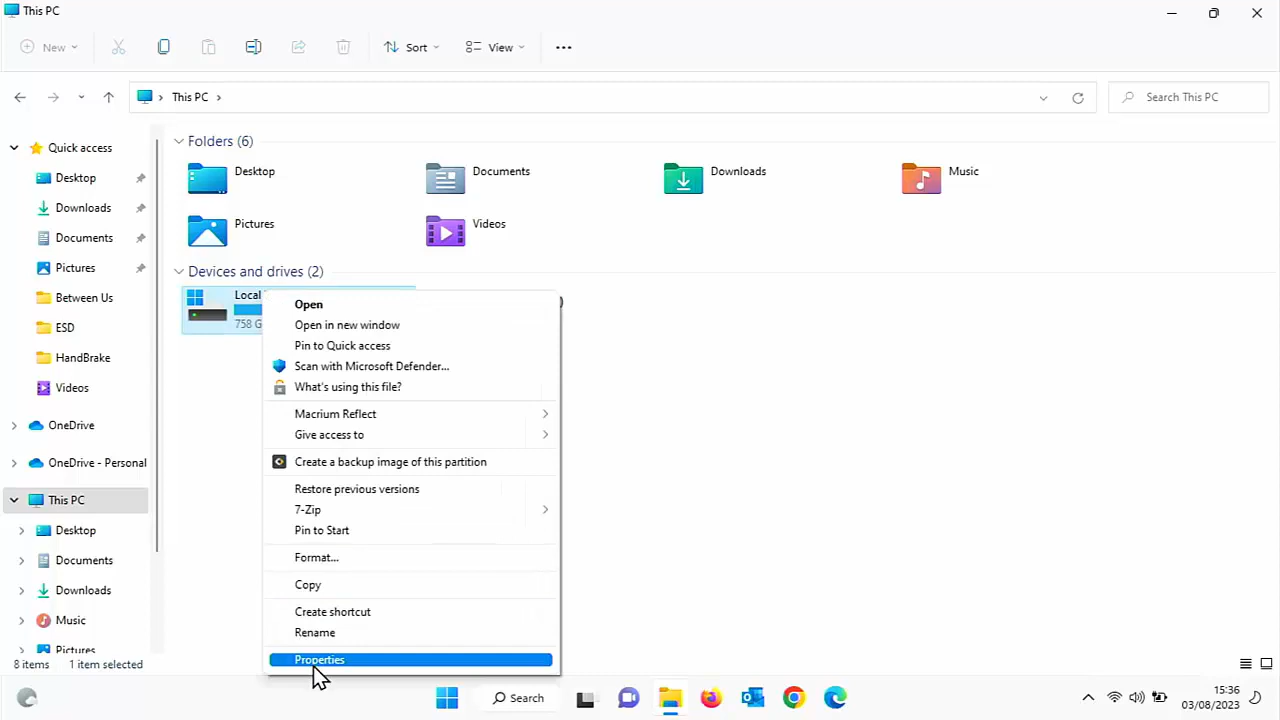 This PC
New
Sort
View
This PC
Search This PC
Quick access
Desktop
Downloads
Documents
Pictures
Between Us
ESD
HandBrake
Videos
OneDrive
OneDrive - Personal
This PC
Desktop
Documents
Downloads
Music
Pictures
Folders (6)
Desktop
Documents
Downloads
Music
Pictures
Videos
Devices and drives (2)
Local
758 G
Open
Open in new window
Pin to Quick access
Scan with Microsoft Defender...
What's using this file?
Macrium Reflect
Give access to
Create a backup image of this partition
Restore previous versions
7-Zip
Pin to Start
Format...
Copy
Create shortcut
Rename
Properties
8 items
1 item selected
Search
15:36
03/08/2023